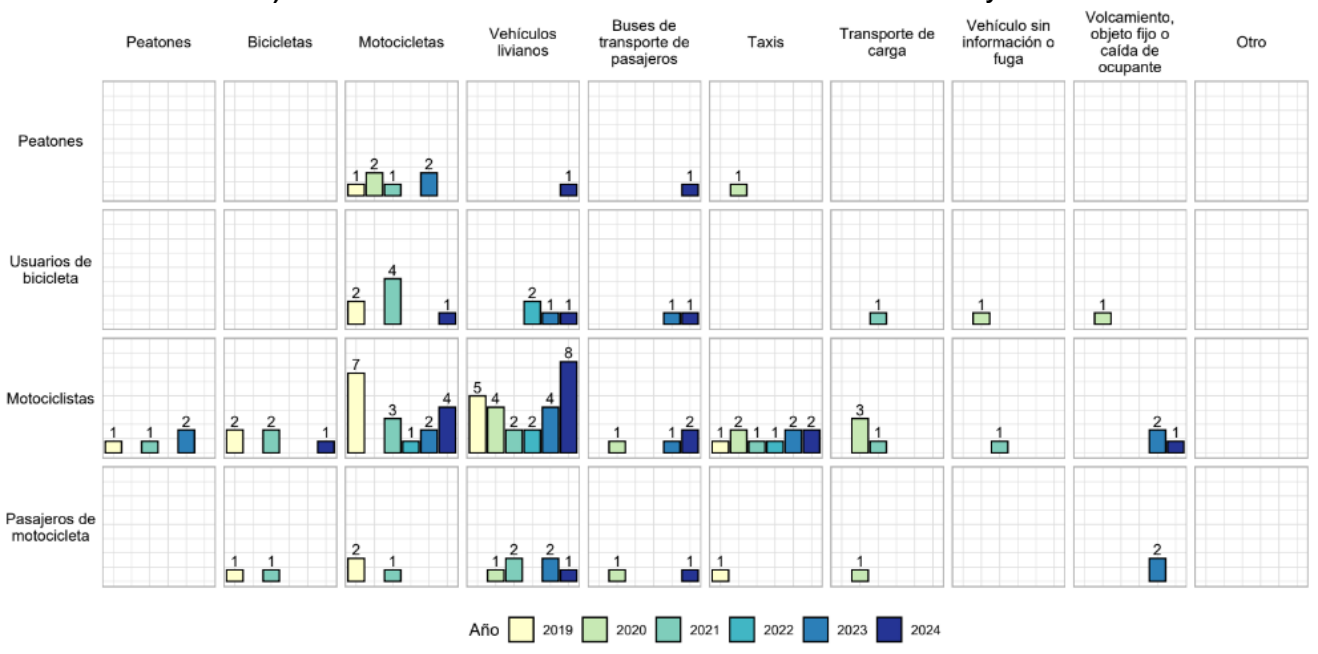 Peatones
Bicicletas
Motocicletas
Vehículos
livianos
Buses de
transporte de
pasajeros
Taxis
Transporte de
carga
Vehículo sin
información o
fuga
Volcamiento,
objeto fijo o
caída de
ocupante
Otro
Peatones
1 2 1 2
1
1
1
Usuarios de
bicicleta
2 4 1
2 1 1
1 1
1
1
1
Motociclistas
1 1 2
2 2 1
7 3 1 2 4
5 4 2 2 4 8
1 1 2
1 2 1 1 2 2
3 1
1
2 1
Pasajeros de
motocicleta
1 1
2 1
1 2 2 1
1 1
1
1
2
Año 2019 2020 2021 2022 2023 2024